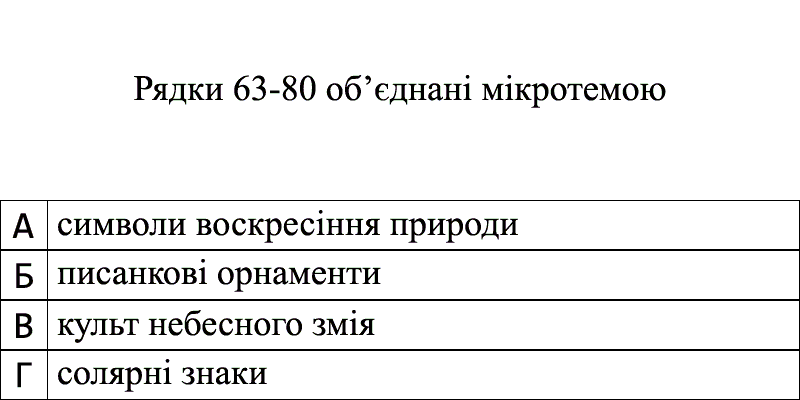 Рядки 63-80 об’єднані мікротемою
А символи воскресіння природи
Б писанкові орнаменти
В культ небесного змія
Г солярні знаки